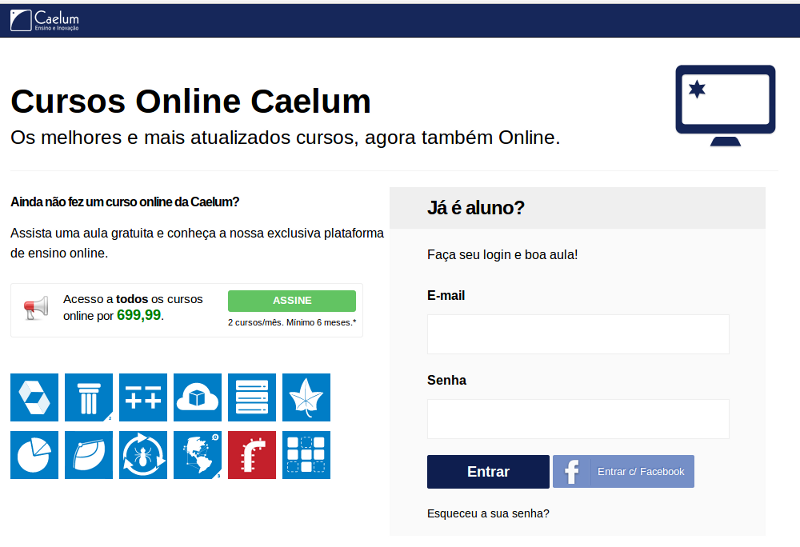 Caelum
Ensino e Inovação
Cursos Online Caelum
Os melhores e mais atualizados cursos, agora também Online.
Ainda não fez um curso online da Caelum?
Assista uma aula gratuita e conheça a nossa exclusiva plataforma
de ensino online.
Acesso a todos os cursos
online por 699,99.
ASSINE
2 cursos/mês. Mínimo 6 meses.*
Já é aluno?
Faça seu login e boa aula!
E-mail
Senha
Entrar
Entrar c/ Facebook
Esqueceu a sua senha?